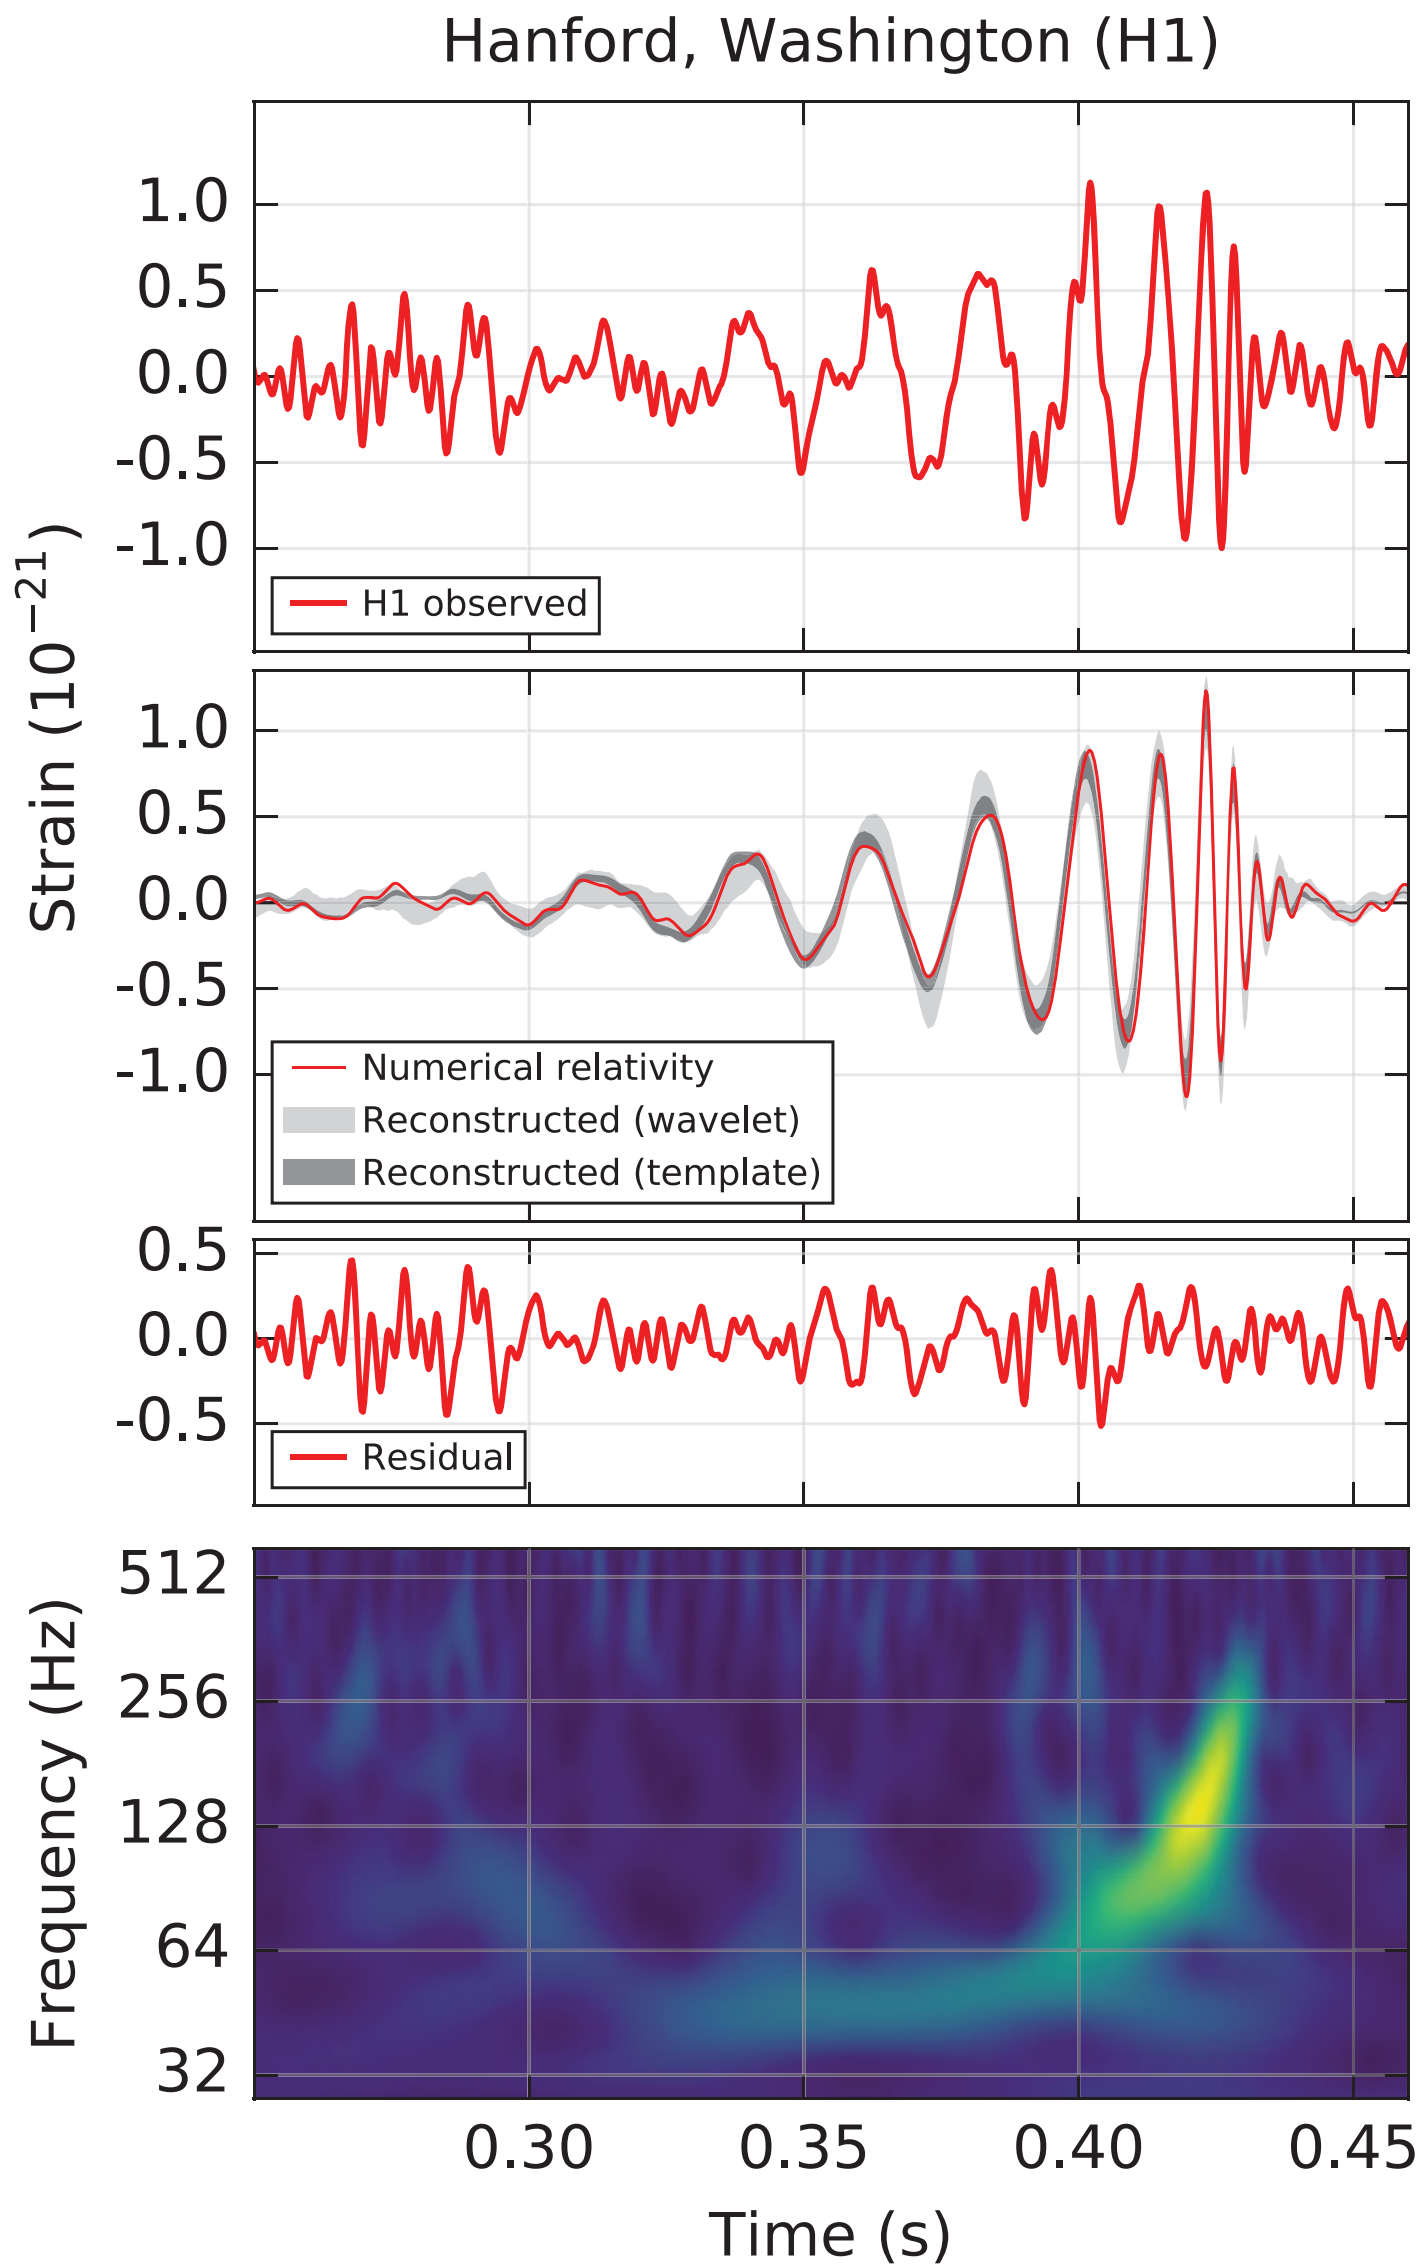 Hanford, Washington (H1)
1.0
0.5
0.0
-0.5
-1.0
H1 observed
Strain (10⁻²¹)
1.0
0.5
0.0
-0.5
-1.0
Numerical relativity
Reconstructed (wavelet)
Reconstructed (template)
0.5
0.0
-0.5
Residual
Frequency (Hz)
512
256
128
64
32
0.30 0.35 0.40 0.45
Time (s)